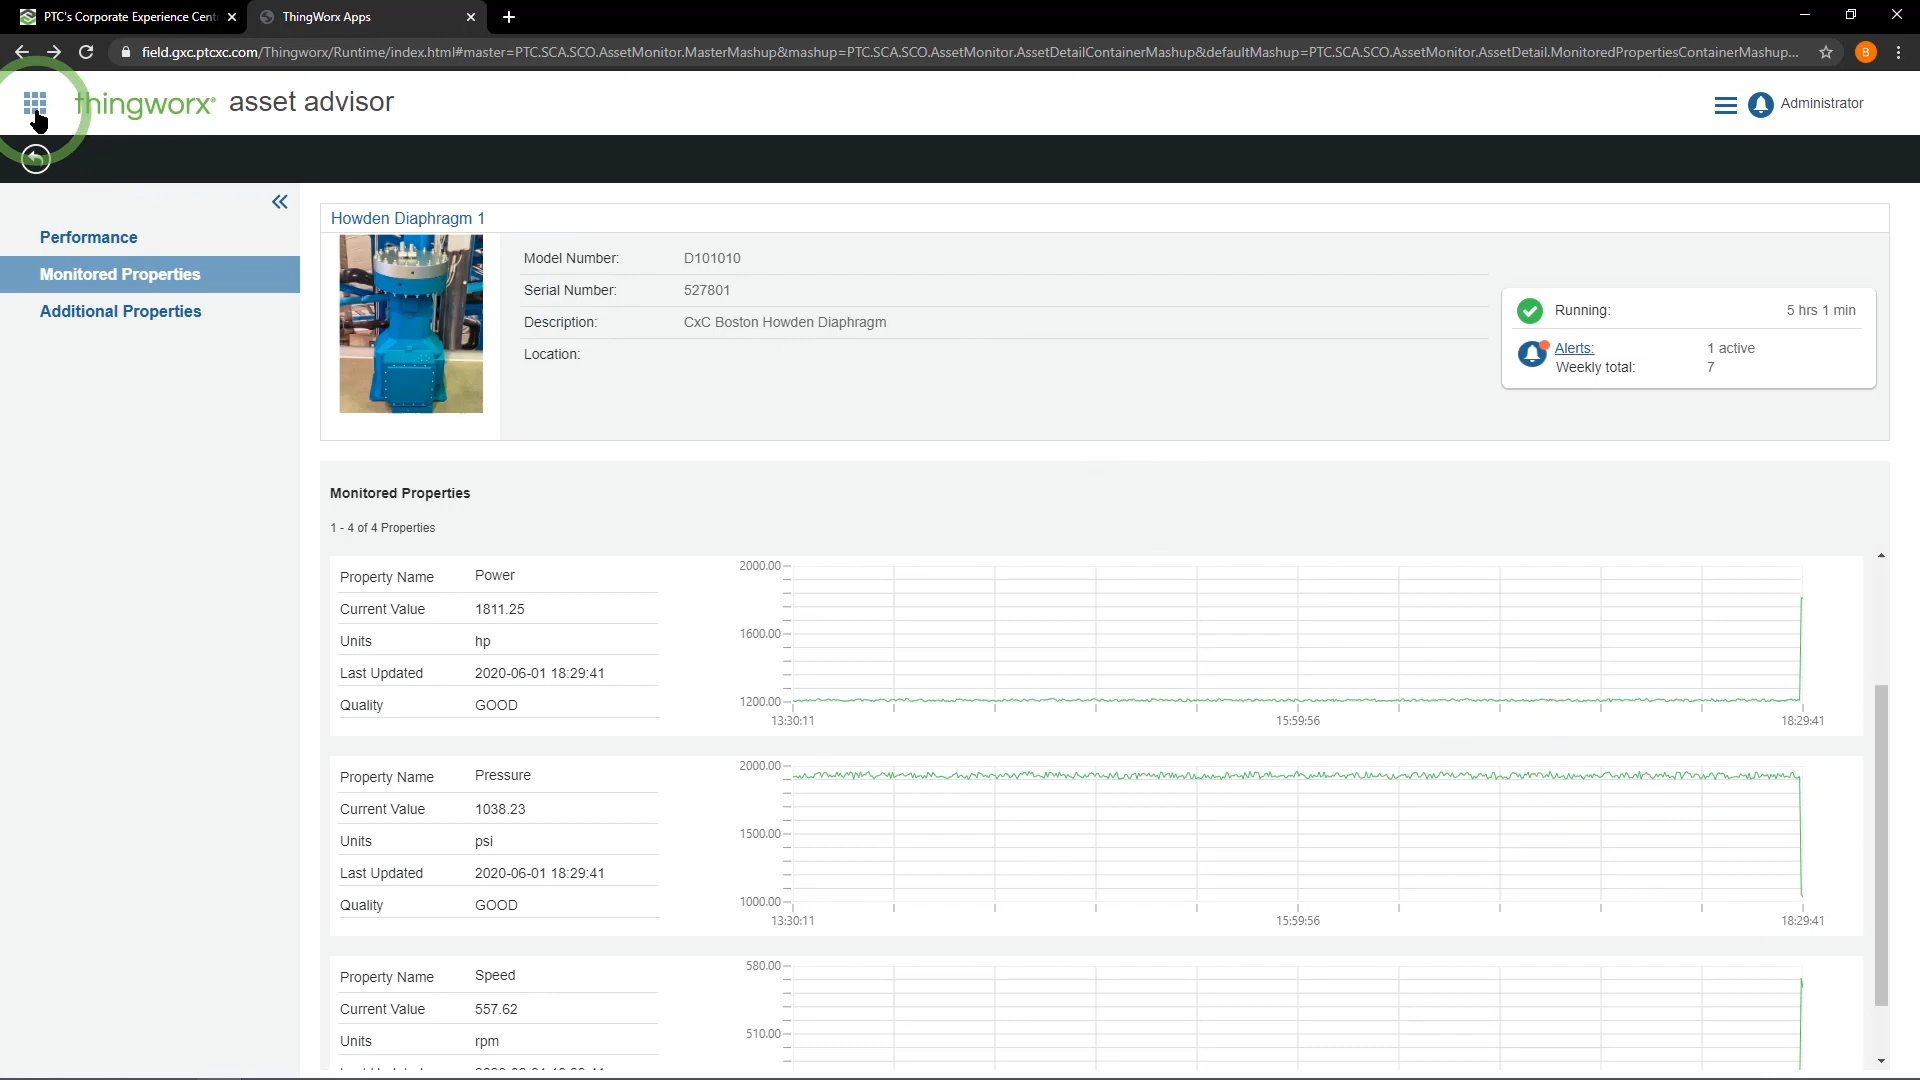 PTC's Corporate Experience Cent
ThingWorx Apps
field.gxc.ptcxc.com/Thingworx/Runtime/index.html#master=PTC.SCA.SCO.AssetMonitor.MasterMashup&mashup=PTC.SCA.SCO.AssetMonitor.AssetDetailContainerMashup&defaultMashup=PTC.SCA.SCO.AssetMonitor.AssetDetail.MonitoredPropertiesContainerMashup...
B
thingworx® asset advisor
Administrator
Performance
Monitored Properties
Additional Properties
Howden Diaphragm 1
Model Number: D101010
Serial Number: 527801
Description: CxC Boston Howden Diaphragm
Location:
Running: 5 hrs 1 min
Alerts: 1 active
Weekly total: 7
Monitored Properties
1 - 4 of 4 Properties
Property Name Power
Current Value 1811.25
Units hp
Last Updated 2020-06-01 18:29:41
Quality GOOD
2000.00
1600.00
1200.00
13:30:11 15:59:56 18:29:41
Property Name Pressure
Current Value 1038.23
Units psi
Last Updated 2020-06-01 18:29:41
Quality GOOD
2000.00
1500.00
1000.00
13:30:11 15:59:56 18:29:41
Property Name Speed
Current Value 557.62
Units rpm
580.00
510.00